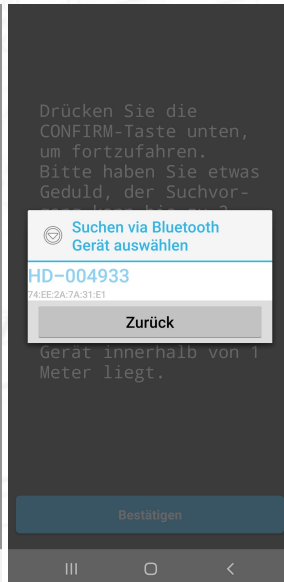 Drücken Sie die
CONFIRM-Taste unten,
um fortzufahren.
Bitte haben Sie etwas
Geduld, der Suchvor-
Suchen via Bluetooth
Gerät auswählen
HD-004933
74:EE:2A:7A:31:E1
Zurück
Gerät innerhalb von 1
Meter liegt.
Bestätigen